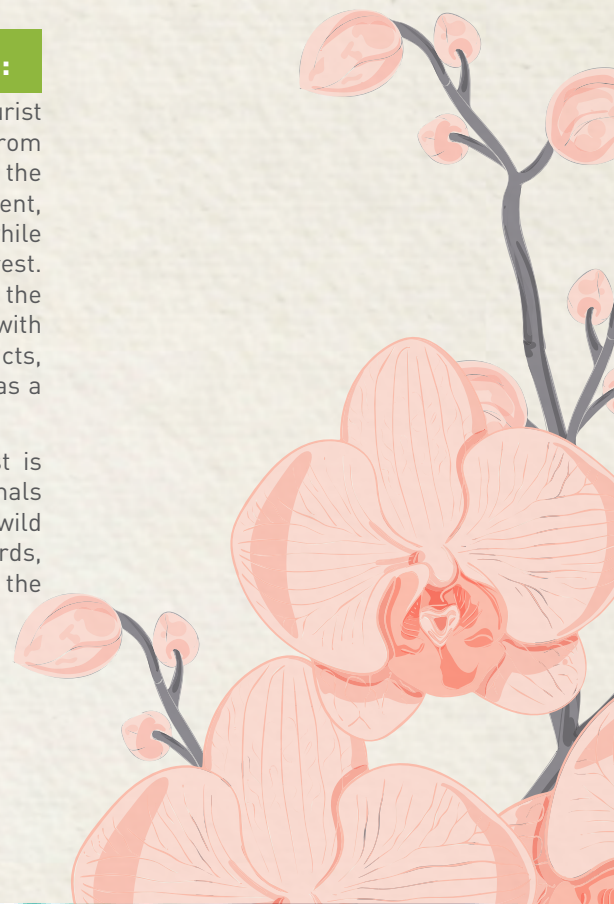 :
urist
rom
the
ent,
hile
est.
the
with
cts,
as a
t is
nals
wild
rds,
the